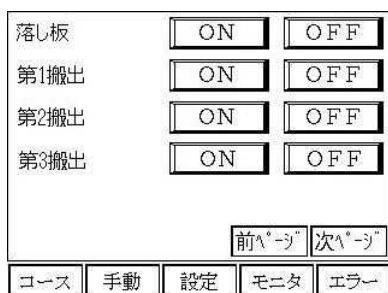 落し板 ON OFF
第1搬出 ON OFF
第2搬出 ON OFF
第3搬出 ON OFF
前ﾍﾟｰｼﾞ 次ﾍﾟｰｼﾞ
コース 手動 設定 モニタ エラー